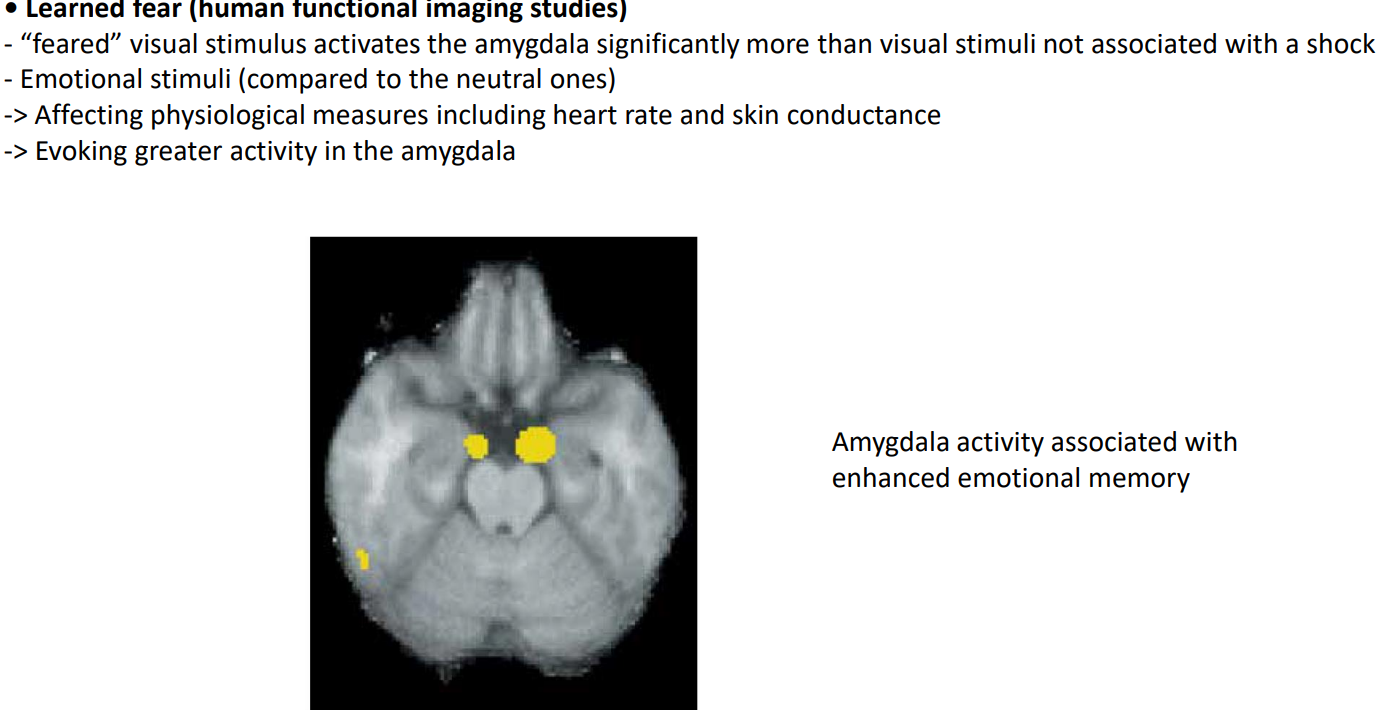 • Learned fear (human functional imaging studies)
- “feared” visual stimulus activates the amygdala significantly more than visual stimuli not associated with a shock
- Emotional stimuli (compared to the neutral ones)
-> Affecting physiological measures including heart rate and skin conductance
-> Evoking greater activity in the amygdala
Amygdala activity associated with
enhanced emotional memory